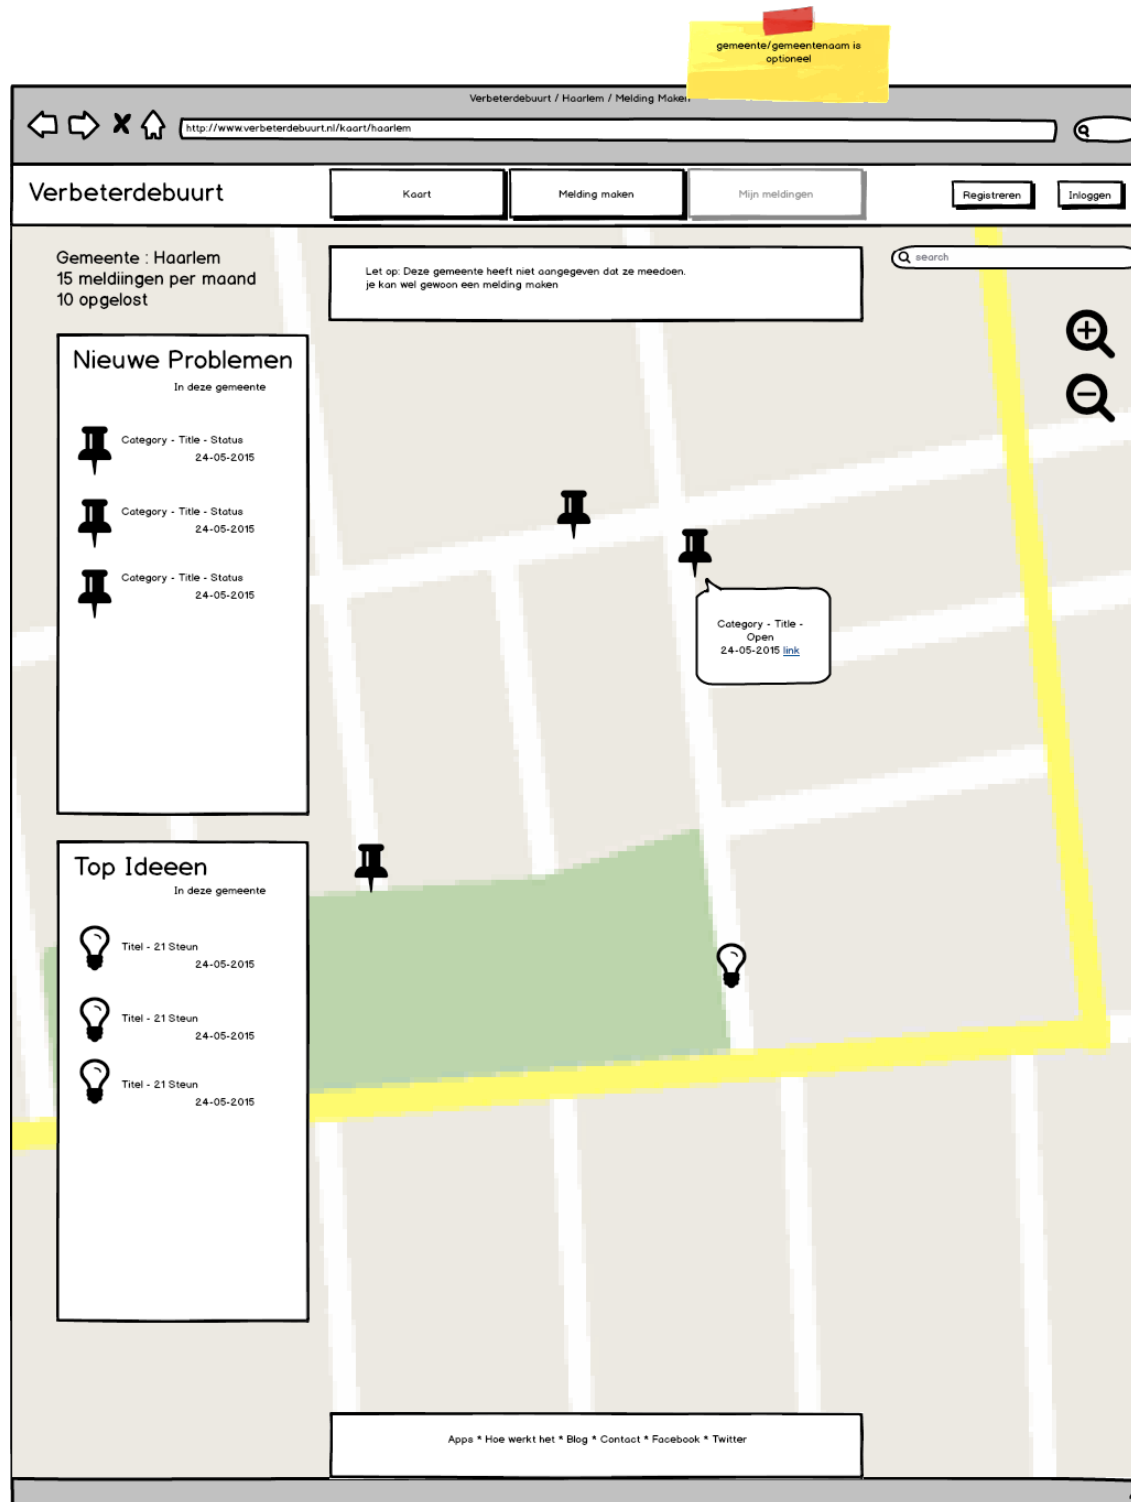 gemeente/gemeentenaam is
optioneel
Verbeterdebuurt / Haarlem / Melding Maken
http://www.verbeterdebuurt.nl/kaart/haarlem
Verbeterdebuurt
Kaart
Melding maken
Mijn meldingen
Registreren
Inloggen
Gemeente : Haarlem
15 meldiingen per maand
10 opgelost
Let op: Deze gemeente heeft niet aangegeven dat ze meedoen.
je kan wel gewoon een melding maken
search
Nieuwe Problemen
In deze gemeente
Category - Title - Status
24-05-2015
Category - Title - Status
24-05-2015
Category - Title - Status
24-05-2015
Category - Title -
Open
24-05-2015 link
Top Ideeen
In deze gemeente
Titel - 21 Steun
24-05-2015
Titel - 21 Steun
24-05-2015
Titel - 21 Steun
24-05-2015
Apps * Hoe werkt het * Blog * Contact * Facebook * Twitter